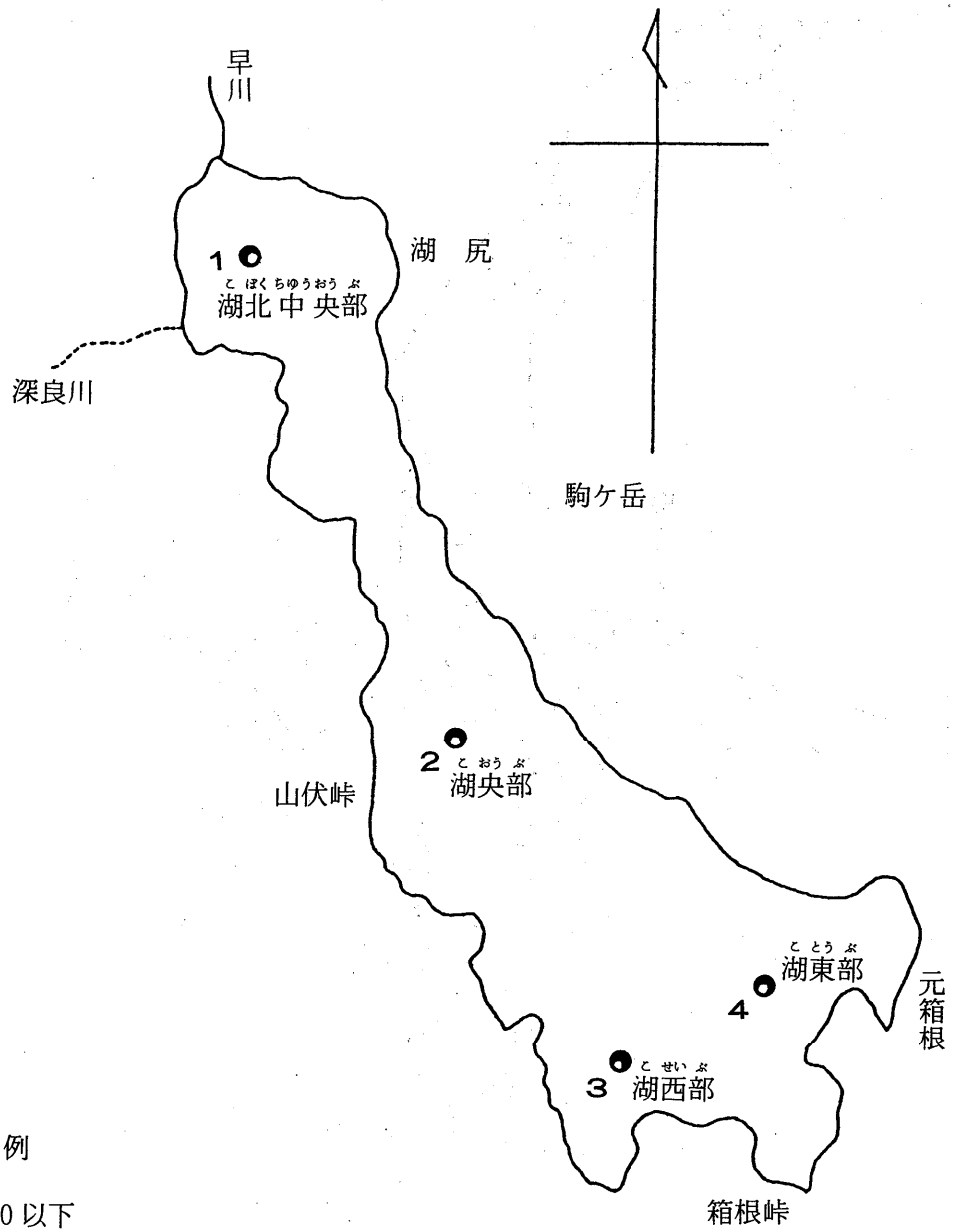 早川
1
湖尻
こほくちゅうおうぶ
湖北中央部
深良川
駒ケ岳
2
こおうぶ
湖央部
山伏峠
ことうぶ
湖東部
4
元箱根
3
こせいぶ
湖西部
例
0以下
箱根峠